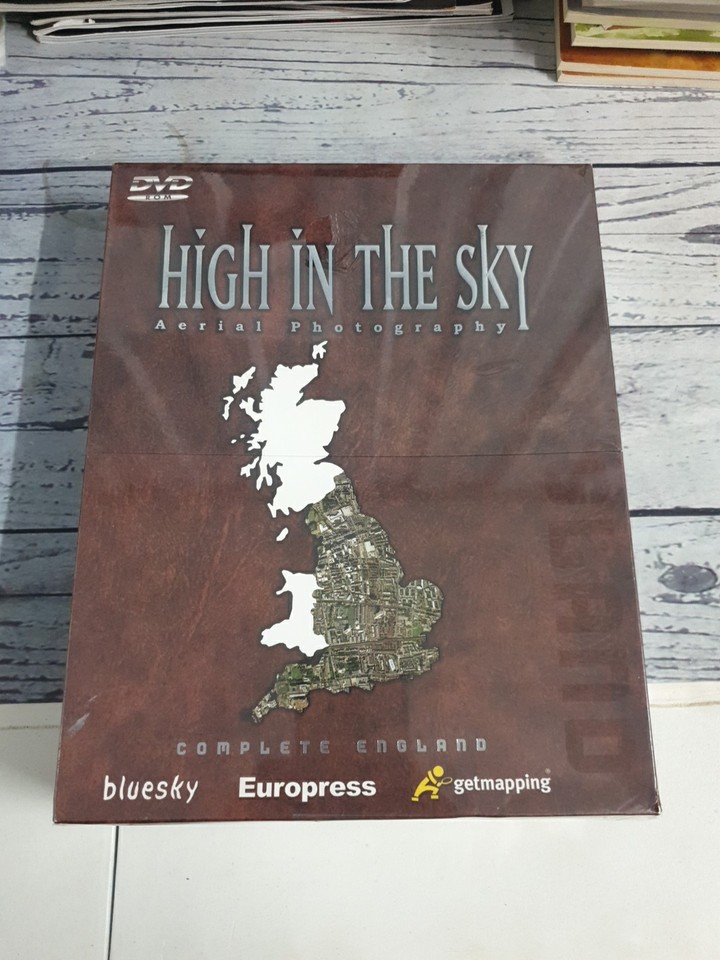 DVD
ROM
HIGH IN THE SKY
Aerial Photography
COMPLETE ENGLAND
bluesky
Europress
getmapping